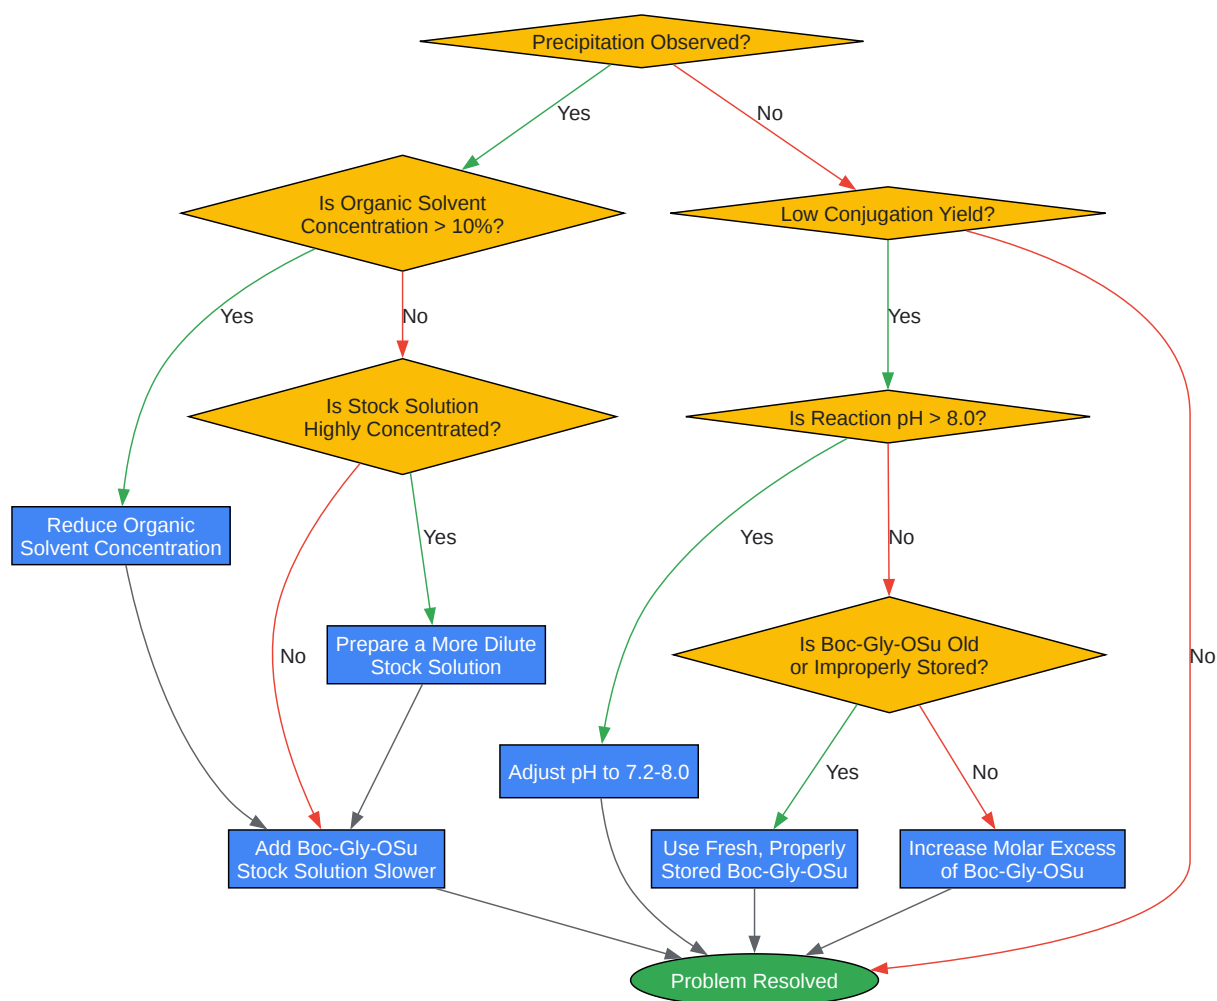 Precipitation Observed?
Yes
No
Is Organic Solvent
Concentration > 10%?
Low Conjugation Yield?
Yes
No
Yes
Is Stock Solution
Highly Concentrated?
Is Reaction pH > 8.0?
Reduce Organic
Solvent Concentration
Yes
Yes
No
No
Prepare a More Dilute
Stock Solution
Is Boc-Gly-OSu Old
or Improperly Stored?
No
Adjust pH to 7.2-8.0
Yes
No
Add Boc-Gly-OSu
Stock Solution Slower
Use Fresh, Properly
Stored Boc-Gly-OSu
Increase Molar Excess
of Boc-Gly-OSu
Problem Resolved